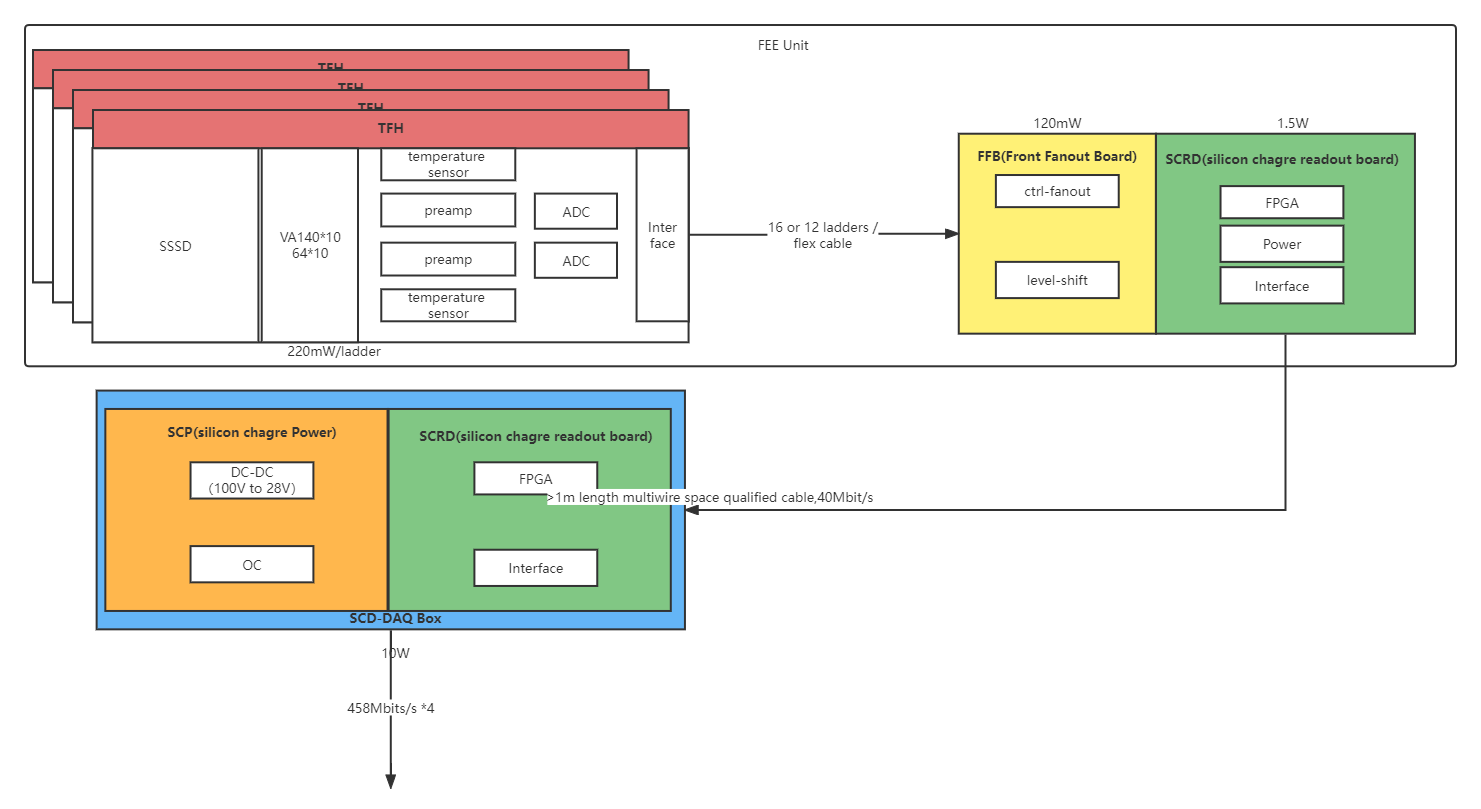 FEE Unit
TFH
TFH
TFH
TFH
SSSD
VA140*10
64*10
temperature
sensor
preamp
preamp
temperature
sensor
ADC
ADC
Inter
face
220mW/ladder
16 or 12 ladders /
flex cable
120mW
FFB(Front Fanout Board)
ctrl-fanout
level-shift
1.5W
SCRD(silicon chagre readout board)
FPGA
Power
Interface
SCP(silicon chagre Power)
DC-DC
(100V to 28V)
OC
SCRD(silicon chagre readout board)
FPGA
>1m length multiwire space qualified cable,40Mbit/s
Interface
SCD-DAQ Box
10W
458Mbits/s *4